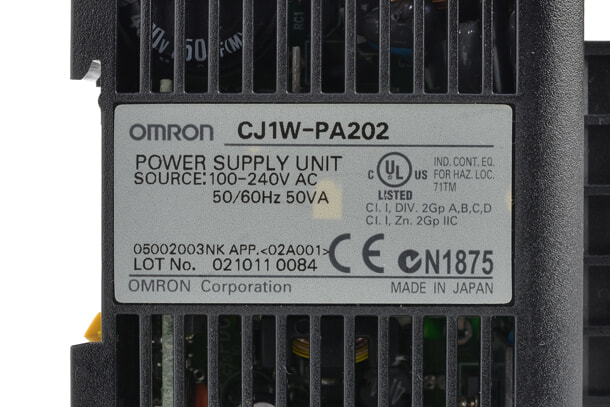 50 F(M)
RC1
OMRON CJ1W-PA202
POWER SUPPLY UNIT
SOURCE:100-240V AC
50/60Hz 50VA
C UL US
LISTED
IND. CONT. EQ.
FOR HAZ. LOC.
71TM
Cl. I, DIV. 2Gp A,B,C,D
Cl. I, Zn. 2Gp IIC
05002003NK APP.<02A001>
LOT No. 021011 0084
CE N1875
OMRON Corporation
MADE IN JAPAN